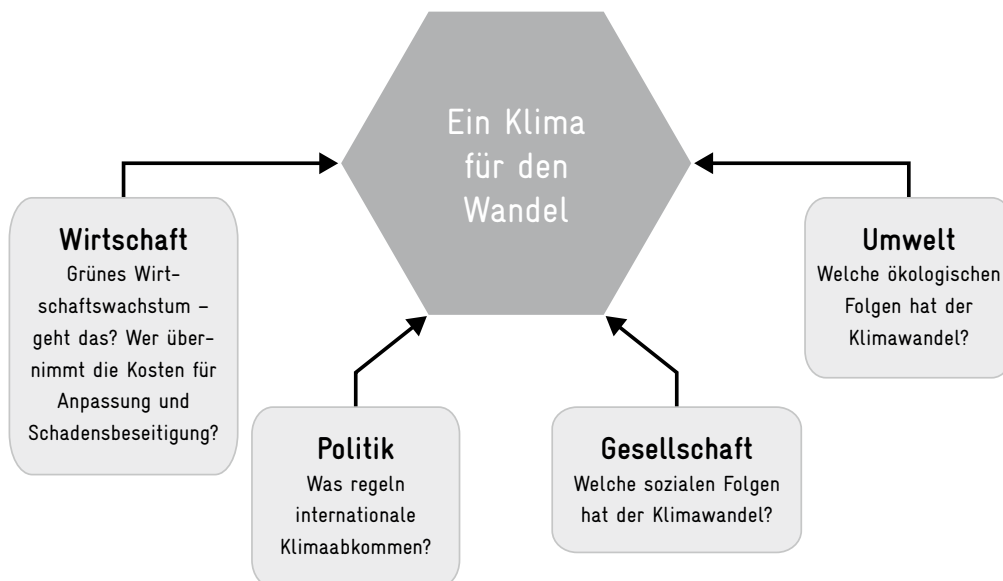 Ein Klima
für den
Wandel
Wirtschaft
Grünes Wirt-
schaftswachstum –
geht das? Wer über-
nimmt die Kosten für
Anpassung und
Schadensbeseitigung?
Politik
Was regeln
internationale
Klimaabkommen?
Gesellschaft
Welche sozialen Folgen
hat der Klimawandel?
Umwelt
Welche ökologischen
Folgen hat der
Klimawandel?